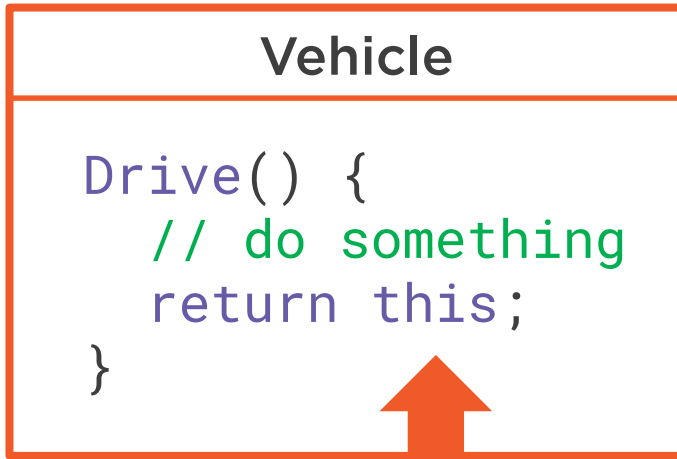 Vehicle
Drive() {
// do something
return this;
}